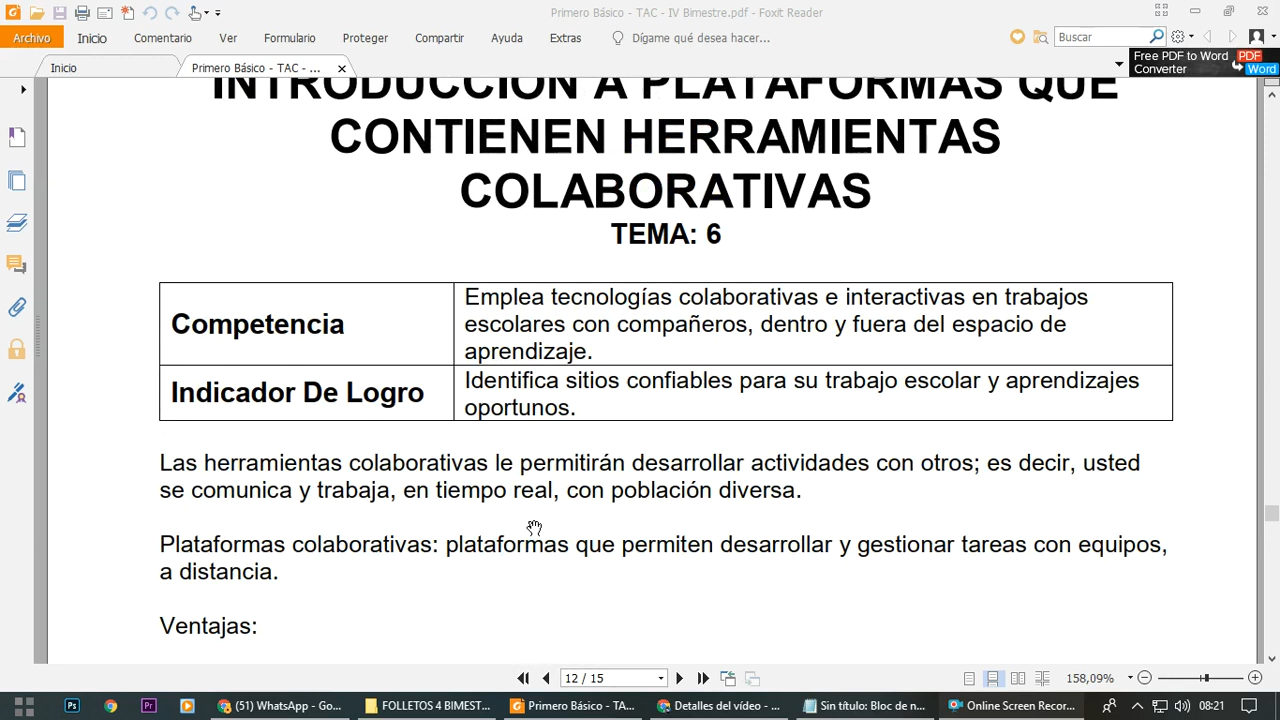 Primero Básico - TAC - IV Bimestre.pdf - Foxit Reader
Archivo Inicio Comentario Ver Formulario Proteger Compartir Ayuda Extras Dígame qué desea hacer... Buscar
Inicio Primero Básico - TAC - ... Free PDF to Word Converter PDF Word
INTRODUCCIÓN A PLATAFORMAS QUE
CONTIENEN HERRAMIENTAS
COLABORATIVAS
TEMA: 6
Competencia
Emplea tecnologías colaborativas e interactivas en trabajos
escolares con compañeros, dentro y fuera del espacio de
aprendizaje.
Indicador De Logro
Identifica sitios confiables para su trabajo escolar y aprendizajes
oportunos.
Las herramientas colaborativas le permitirán desarrollar actividades con otros; es decir, usted
se comunica y trabaja, en tiempo real, con población diversa.
Plataformas colaborativas: plataformas que permiten desarrollar y gestionar tareas con equipos,
a distancia.
Ventajas:
12 / 15 158,09%
Ps Pr (51) WhatsApp - Go... FOLLETOS 4 BIMEST... Primero Básico - TA... Detalles del vídeo - ... Sin título: Bloc de n... Online Screen Recor... 08:21